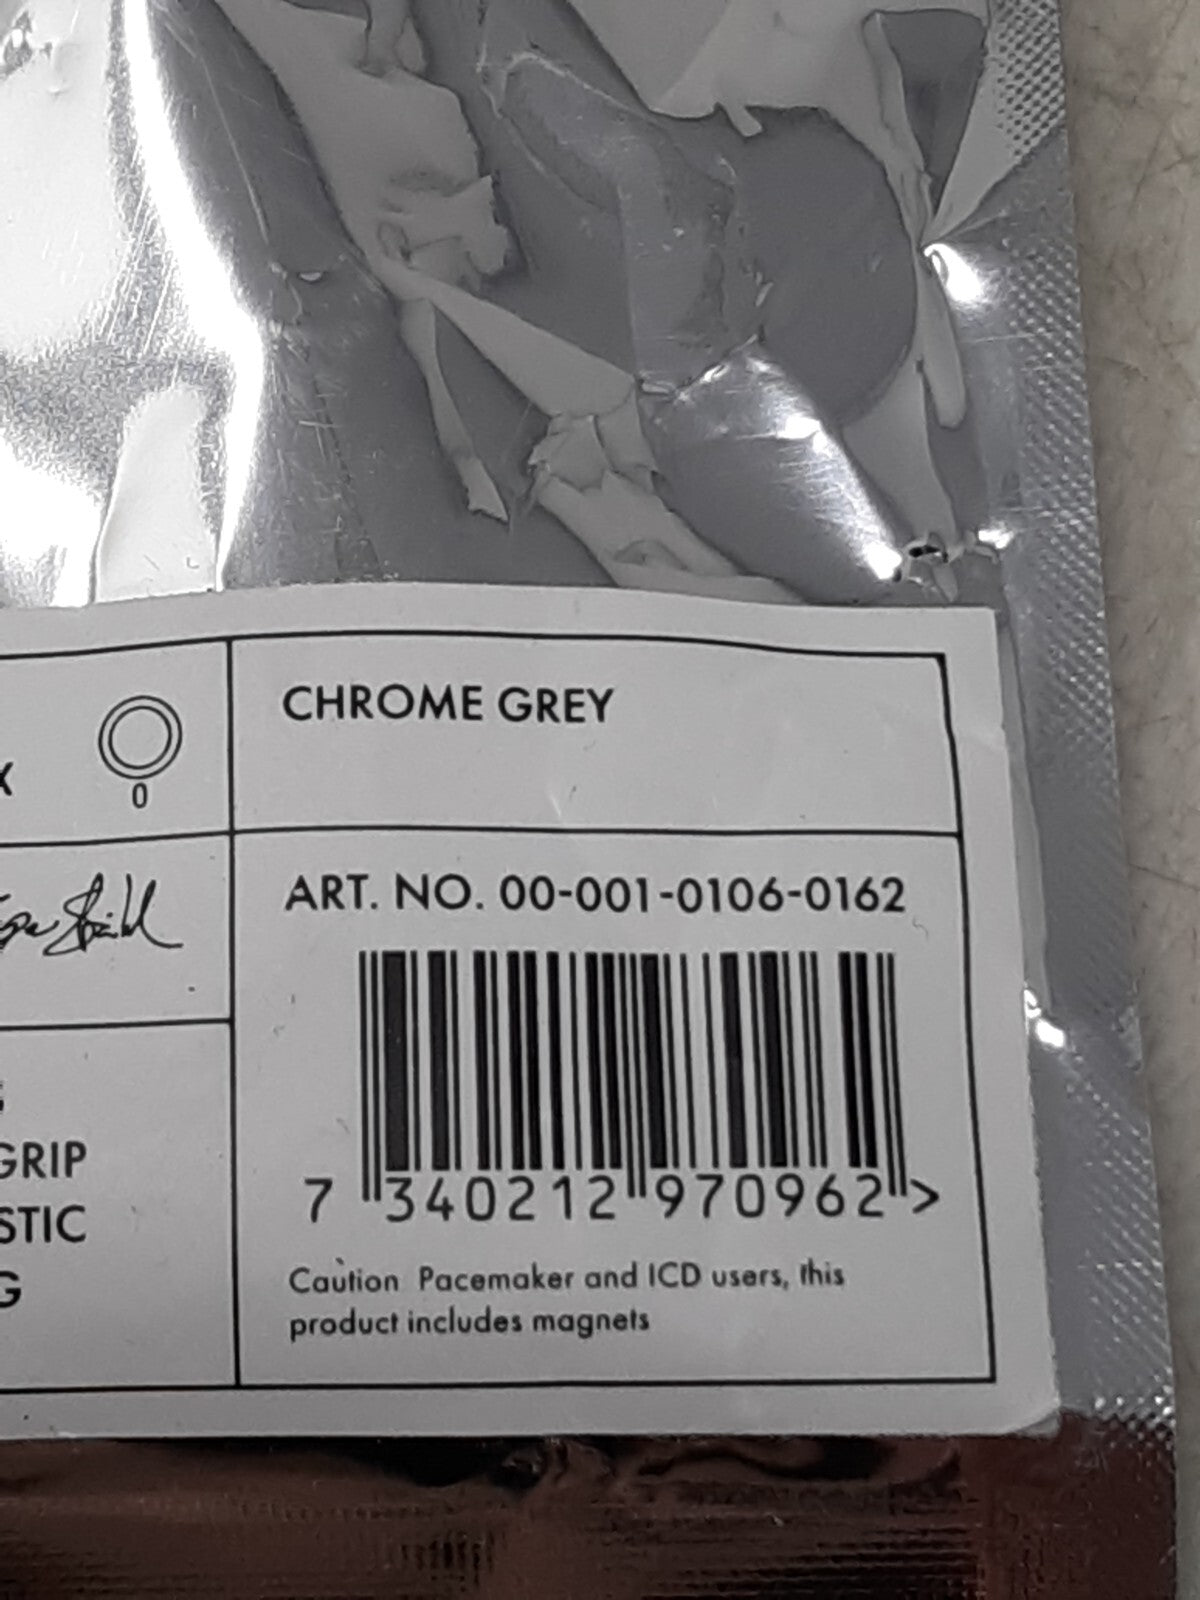 CHROME GREY
X
0
ART. NO. 00-001-0106-0162
GRIP
STIC
G
7 340212 970962 >
Caution Pacemaker and ICD users, this
product includes magnets